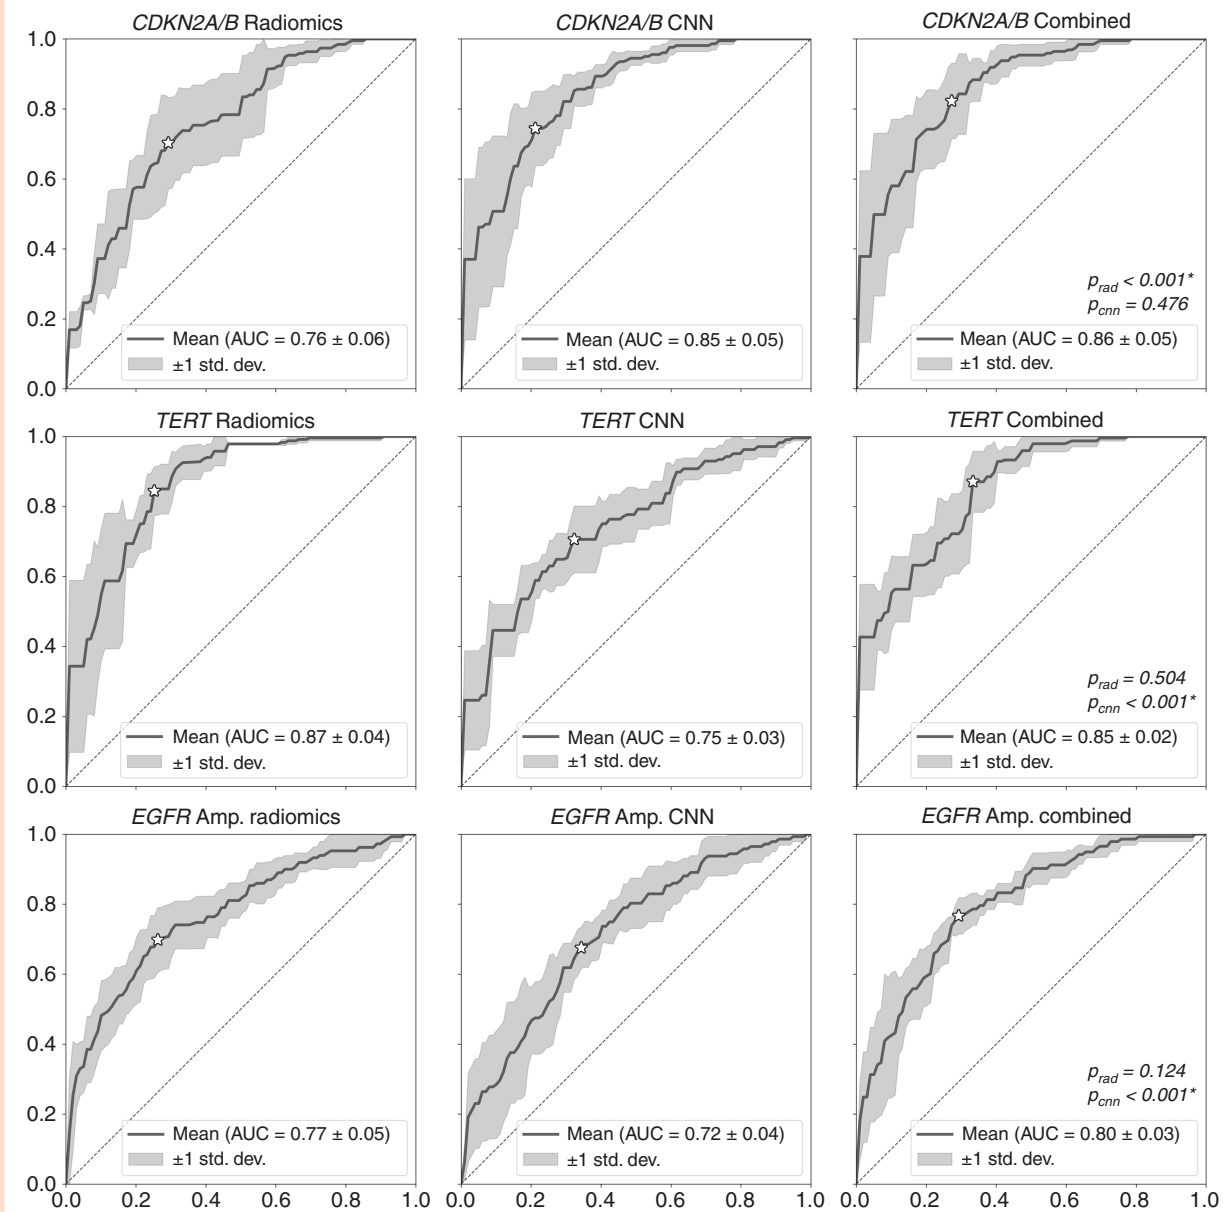 CDKN2A/B Radiomics
CDKN2A/B CNN
CDKN2A/B Combined
1.0
0.8
0.6
0.4
0.2
0.0
Mean (AUC = 0.76 ± 0.06)
±1 std. dev.
Mean (AUC = 0.85 ± 0.05)
±1 std. dev.
p_rad < 0.001*
p_cnn = 0.476
Mean (AUC = 0.86 ± 0.05)
±1 std. dev.
TERT Radiomics
TERT CNN
TERT Combined
1.0
0.8
0.6
0.4
0.2
0.0
Mean (AUC = 0.87 ± 0.04)
±1 std. dev.
Mean (AUC = 0.75 ± 0.03)
±1 std. dev.
p_rad = 0.504
p_cnn < 0.001*
Mean (AUC = 0.85 ± 0.02)
±1 std. dev.
EGFR Amp. radiomics
EGFR Amp. CNN
EGFR Amp. combined
1.0
0.8
0.6
0.4
0.2
0.0
Mean (AUC = 0.77 ± 0.05)
±1 std. dev.
Mean (AUC = 0.72 ± 0.04)
±1 std. dev.
p_rad = 0.124
p_cnn < 0.001*
Mean (AUC = 0.80 ± 0.03)
±1 std. dev.
0.0 0.2 0.4 0.6 0.8 1.0
0.0 0.2 0.4 0.6 0.8 1.0
0.0 0.2 0.4 0.6 0.8 1.0